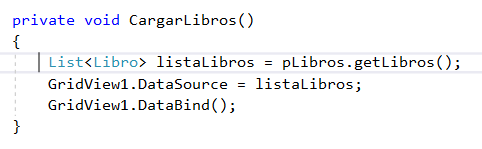 private void CargarLibros()
{
List<Libro> listaLibros = pLibros.getLibros();
GridView1.DataSource = listaLibros;
GridView1.DataBind();
}